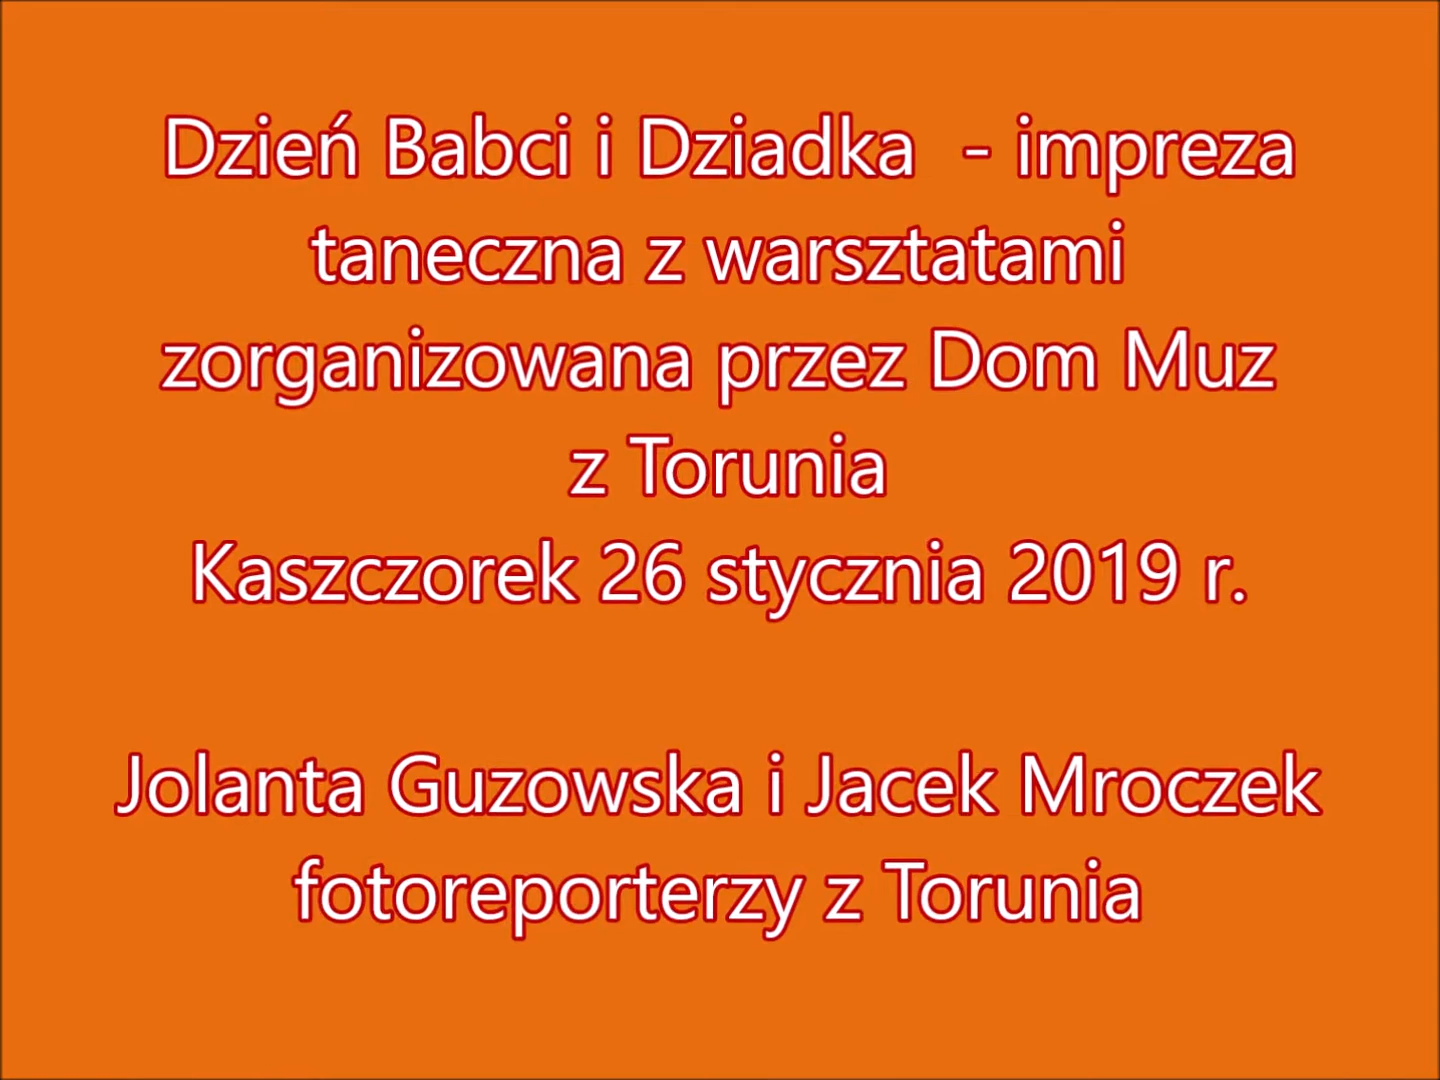 Dzień Babci i Dziadka - impreza
taneczna z warsztatami
zorganizowana przez Dom Muz
z Torunia
Kaszczorek 26 stycznia 2019 r.
Jolanta Guzowska i Jacek Mroczek
fotoreporterzy z Torunia